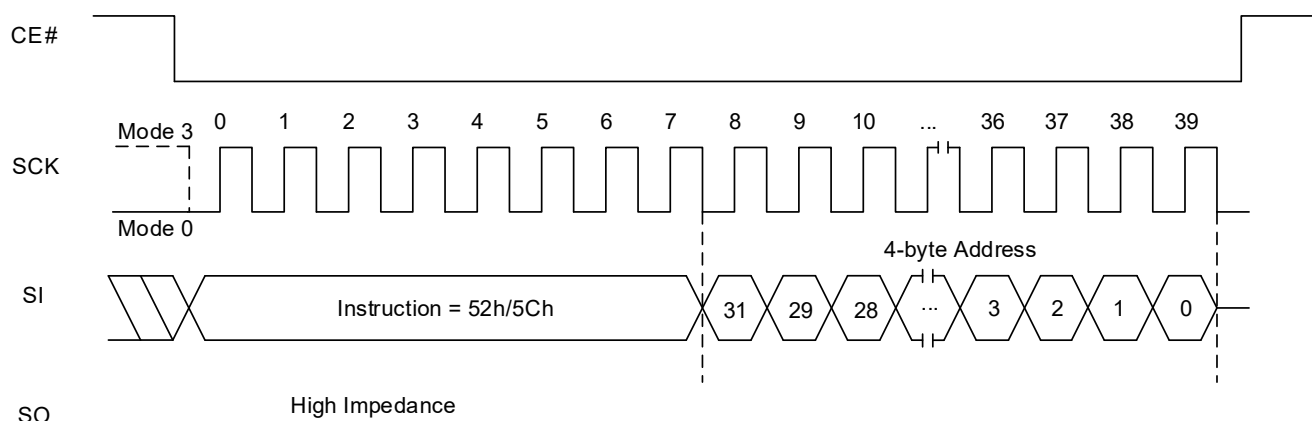 CE#
0 1 2 3 4 5 6 7 8 9 10 ... 36 37 38 39
Mode 3
SCK
Mode 0
4-byte Address
SI
Instruction = 52h/5Ch
31 29 28 ... 3 2 1 0
High Impedance
SO